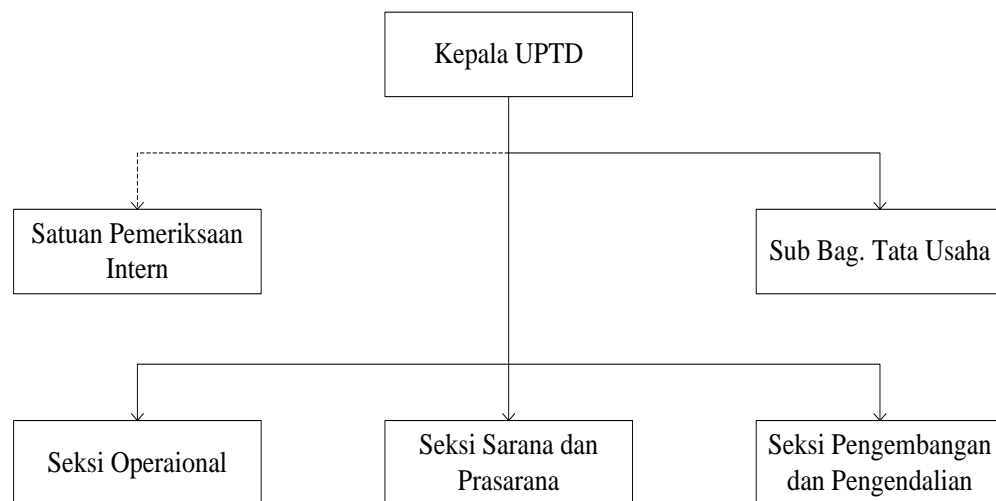 Kepala UPTD
Satuan Pemeriksaan
Intern
Sub Bag. Tata Usaha
Seksi Operaional
Seksi Sarana dan
Prasarana
Seksi Pengembangan
dan Pengendalian